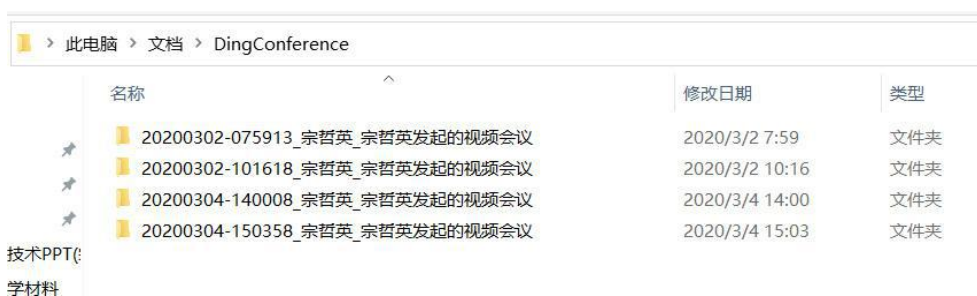 此电脑 > 文档 > DingConference
名称 修改日期 类型
20200302-075913_宗哲英_宗哲英发起的视频会议 2020/3/2 7:59 文件夹
20200302-101618_宗哲英_宗哲英发起的视频会议 2020/3/2 10:16 文件夹
20200304-140008_宗哲英_宗哲英发起的视频会议 2020/3/4 14:00 文件夹
20200304-150358_宗哲英_宗哲英发起的视频会议 2020/3/4 15:03 文件夹
技术PPT(
学材料